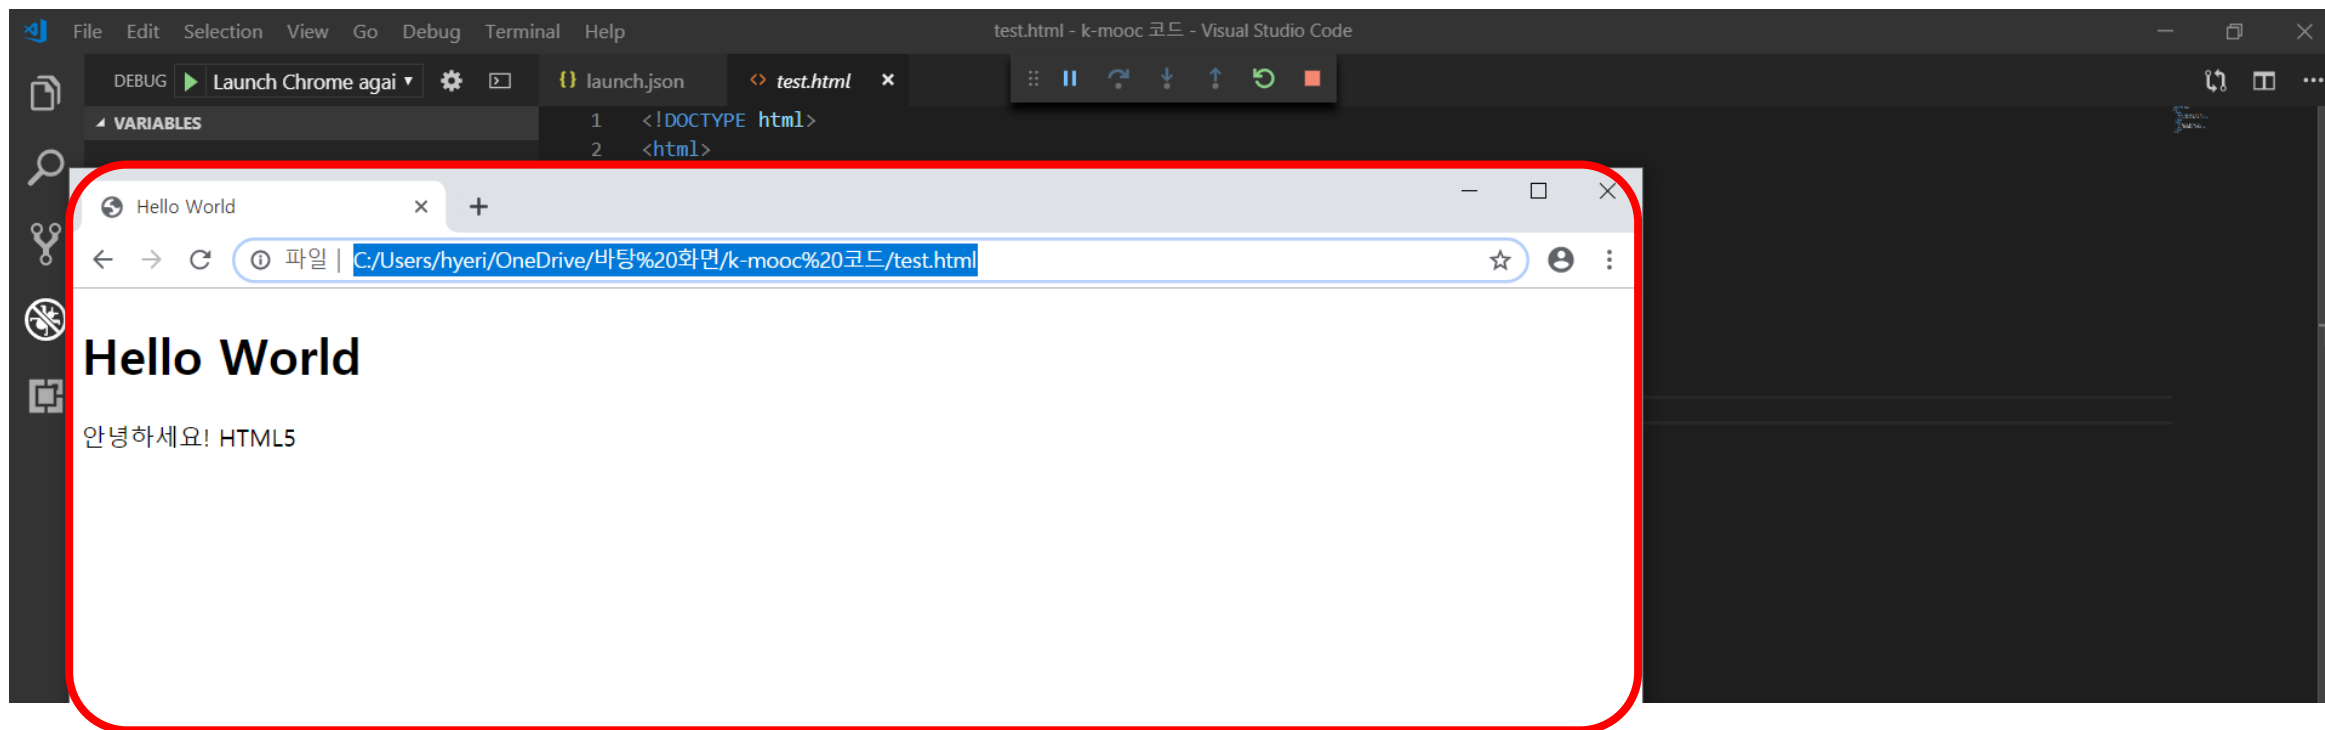 File Edit Selection View Go Debug Terminal Help test.html - k-mooc 코드 - Visual Studio Code
DEBUG Launch Chrome agai launch.json test.html
VARIABLES
1 <!DOCTYPE html>
2 <html>
Hello World
파일 | C:/Users/hyeri/OneDrive/바탕%20화면/k-mooc%20코드/test.html
Hello World
안녕하세요! HTML5